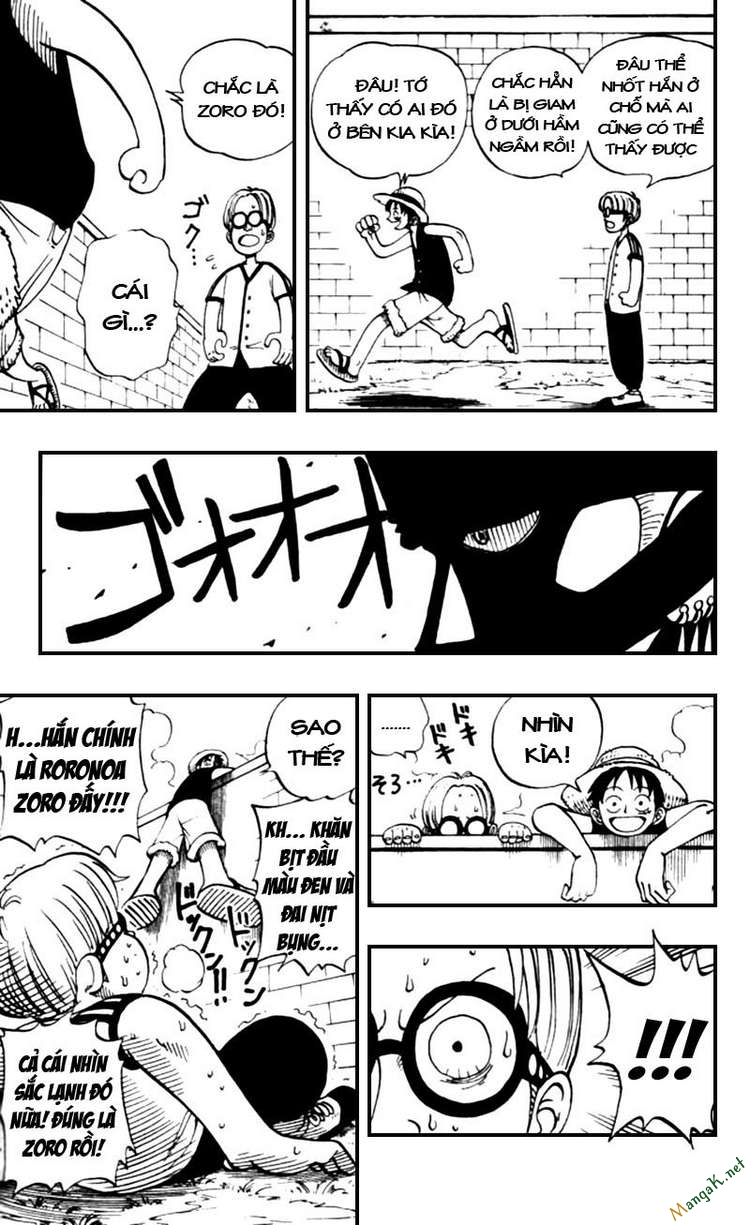 ĐÂU THỂ
NHỐT HẮN Ở
CHỖ MÀ AI
CŨNG CÓ THỂ
THẤY ĐƯỢC
CHẮC HẲN
LÀ BỊ GIAM
Ở DƯỚI HẦM
NGẦM RỒI!
ĐÂU! TỚ
THẤY CÓ AI ĐÓ
Ở BÊN KIA KÌA!
CHẮC LÀ
ZORO ĐÓ!
ゴク…
CÁI
GÌ...?
ゴオオオ
NHÌN
KÌA!
ドキ
ドキ
........
そろ…
!!!
SAO
THẾ?
KH... KHĂN
BỊT ĐẦU
MÀU ĐEN VÀ
ĐAI NỊT
BỤNG...
H...HẮN CHÍNH
LÀ RORONOA
ZORO ĐẤY!!!
ドックン
ドックン!!
CẢ CÁI NHÌN
SẮC LẠNH ĐÓ
NỮA! ĐÚNG LÀ
ZORO RỒI!
MangaK.net